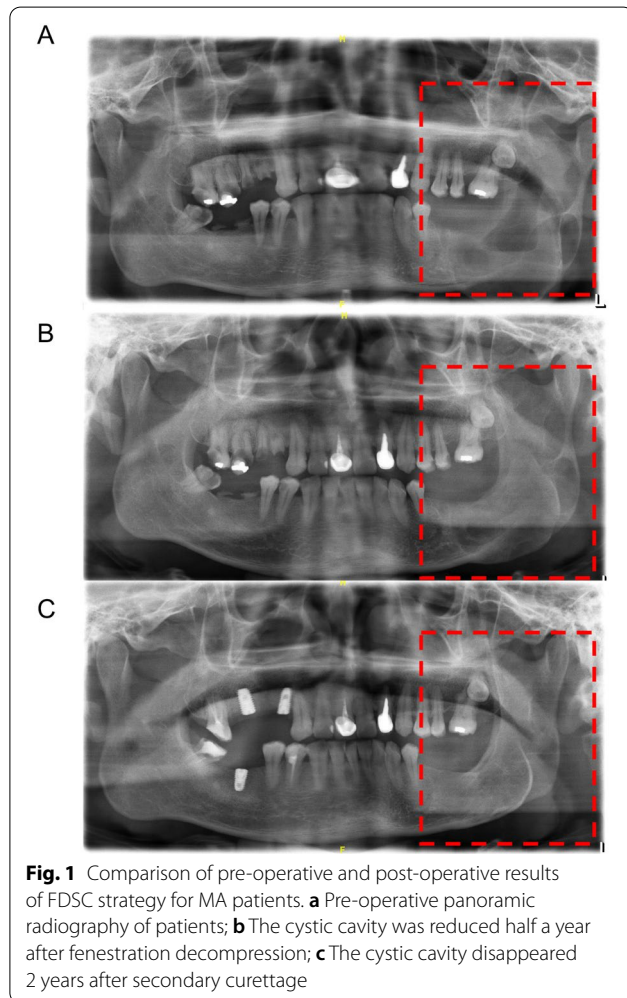 A
H
L
B
H
C
F
Fig. 1 Comparison of pre-operative and post-operative results
of FDSC strategy for MA patients. a Pre-operative panoramic
radiography of patients; b The cystic cavity was reduced half a year
after fenestration decompression; c The cystic cavity disappeared
2 years after secondary curettage